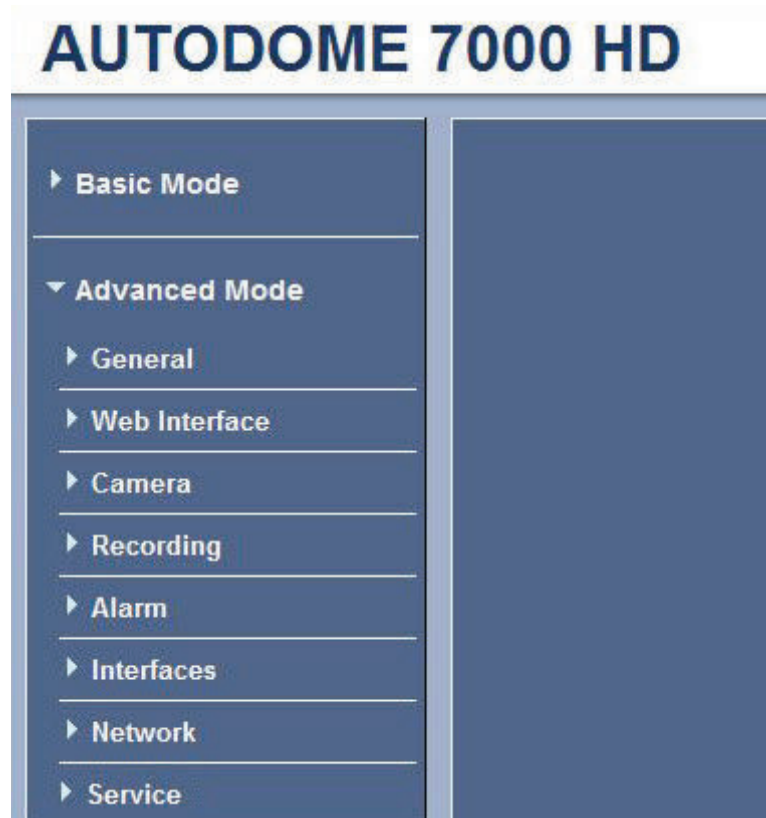 AUTODOME 7000 HD
Basic Mode
Advanced Mode
General
Web Interface
Camera
Recording
Alarm
Interfaces
Network
Service